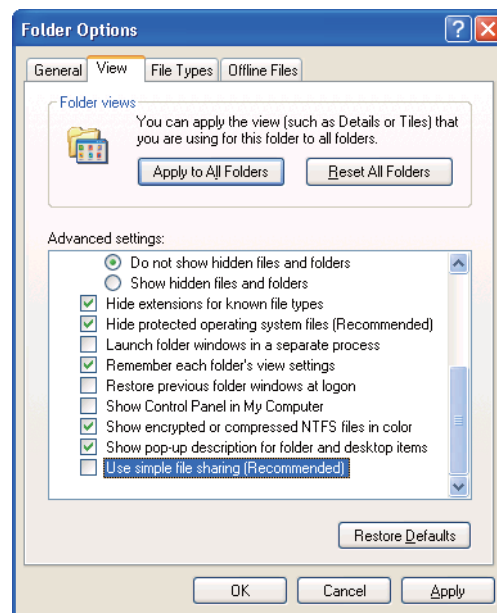 Folder Options
General View File Types Offline Files
Folder views
You can apply the view (such as Details or Tiles) that
you are using for this folder to all folders.
Apply to All Folders Reset All Folders
Advanced settings:
Do not show hidden files and folders
Show hidden files and folders
Hide extensions for known file types
Hide protected operating system files (Recommended)
Launch folder windows in a separate process
Remember each folder's view settings
Restore previous folder windows at logon
Show Control Panel in My Computer
Show encrypted or compressed NTFS files in color
Show pop-up description for folder and desktop items
Use simple file sharing (Recommended)
Restore Defaults
OK Cancel Apply